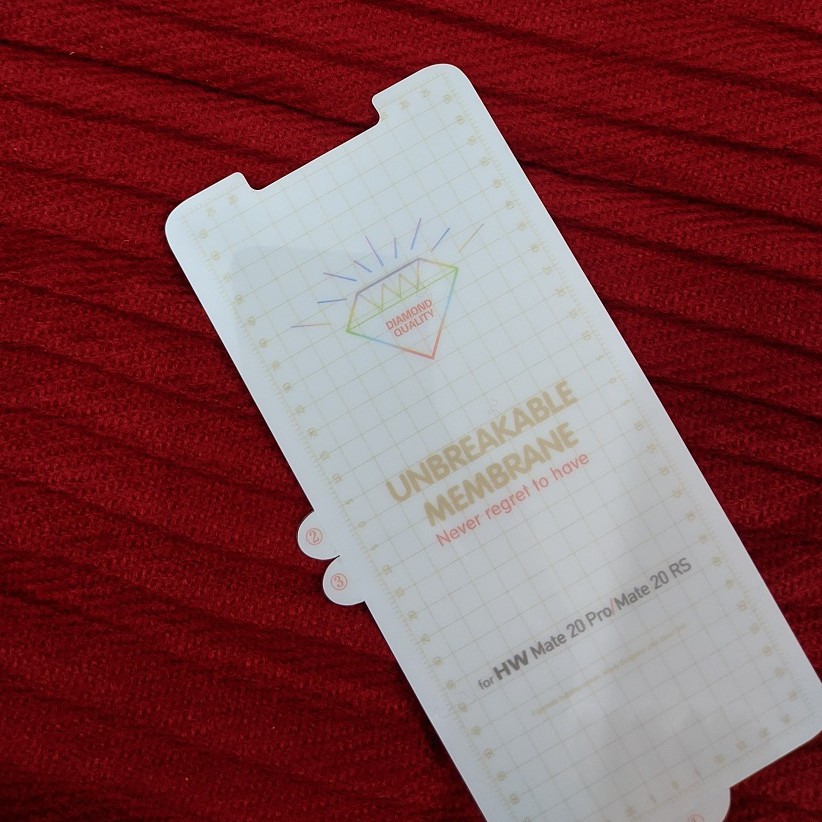 DIAMOND
QUALITY
UNBREAKABLE
MEMBRANE
Never regret to have
②
③
for HW Mate 20 Pro/Mate 20 RS